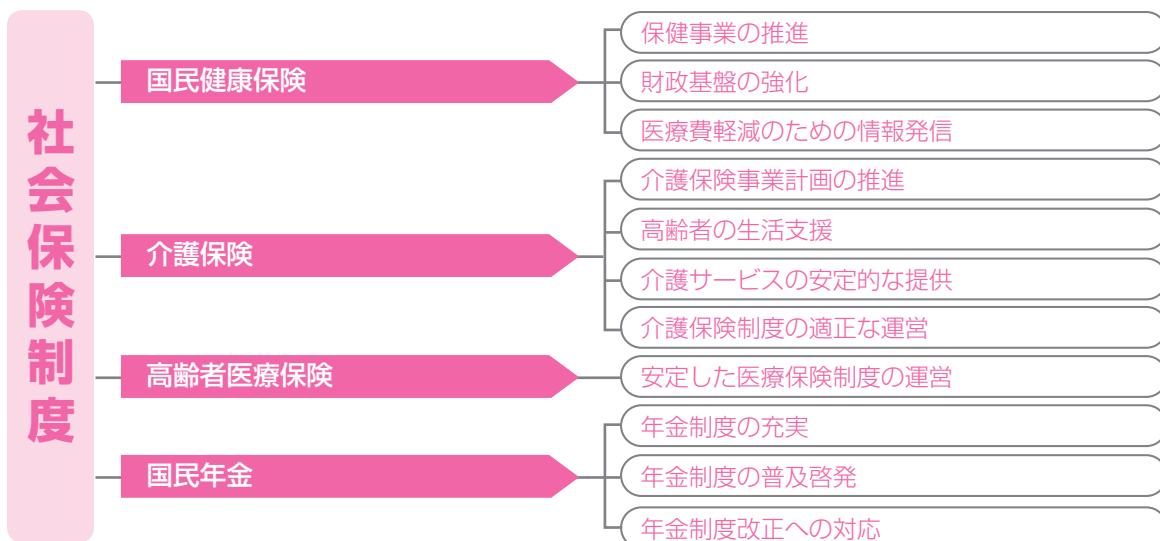 社会保険制度
国民健康保険
保健事業の推進
財政基盤の強化
医療費軽減のための情報発信
介護保険
介護保険事業計画の推進
高齢者の生活支援
介護サービスの安定的な提供
介護保険制度の適正な運営
高齢者医療保険
安定した医療保険制度の運営
国民年金
年金制度の充実
年金制度の普及啓発
年金制度改正への対応